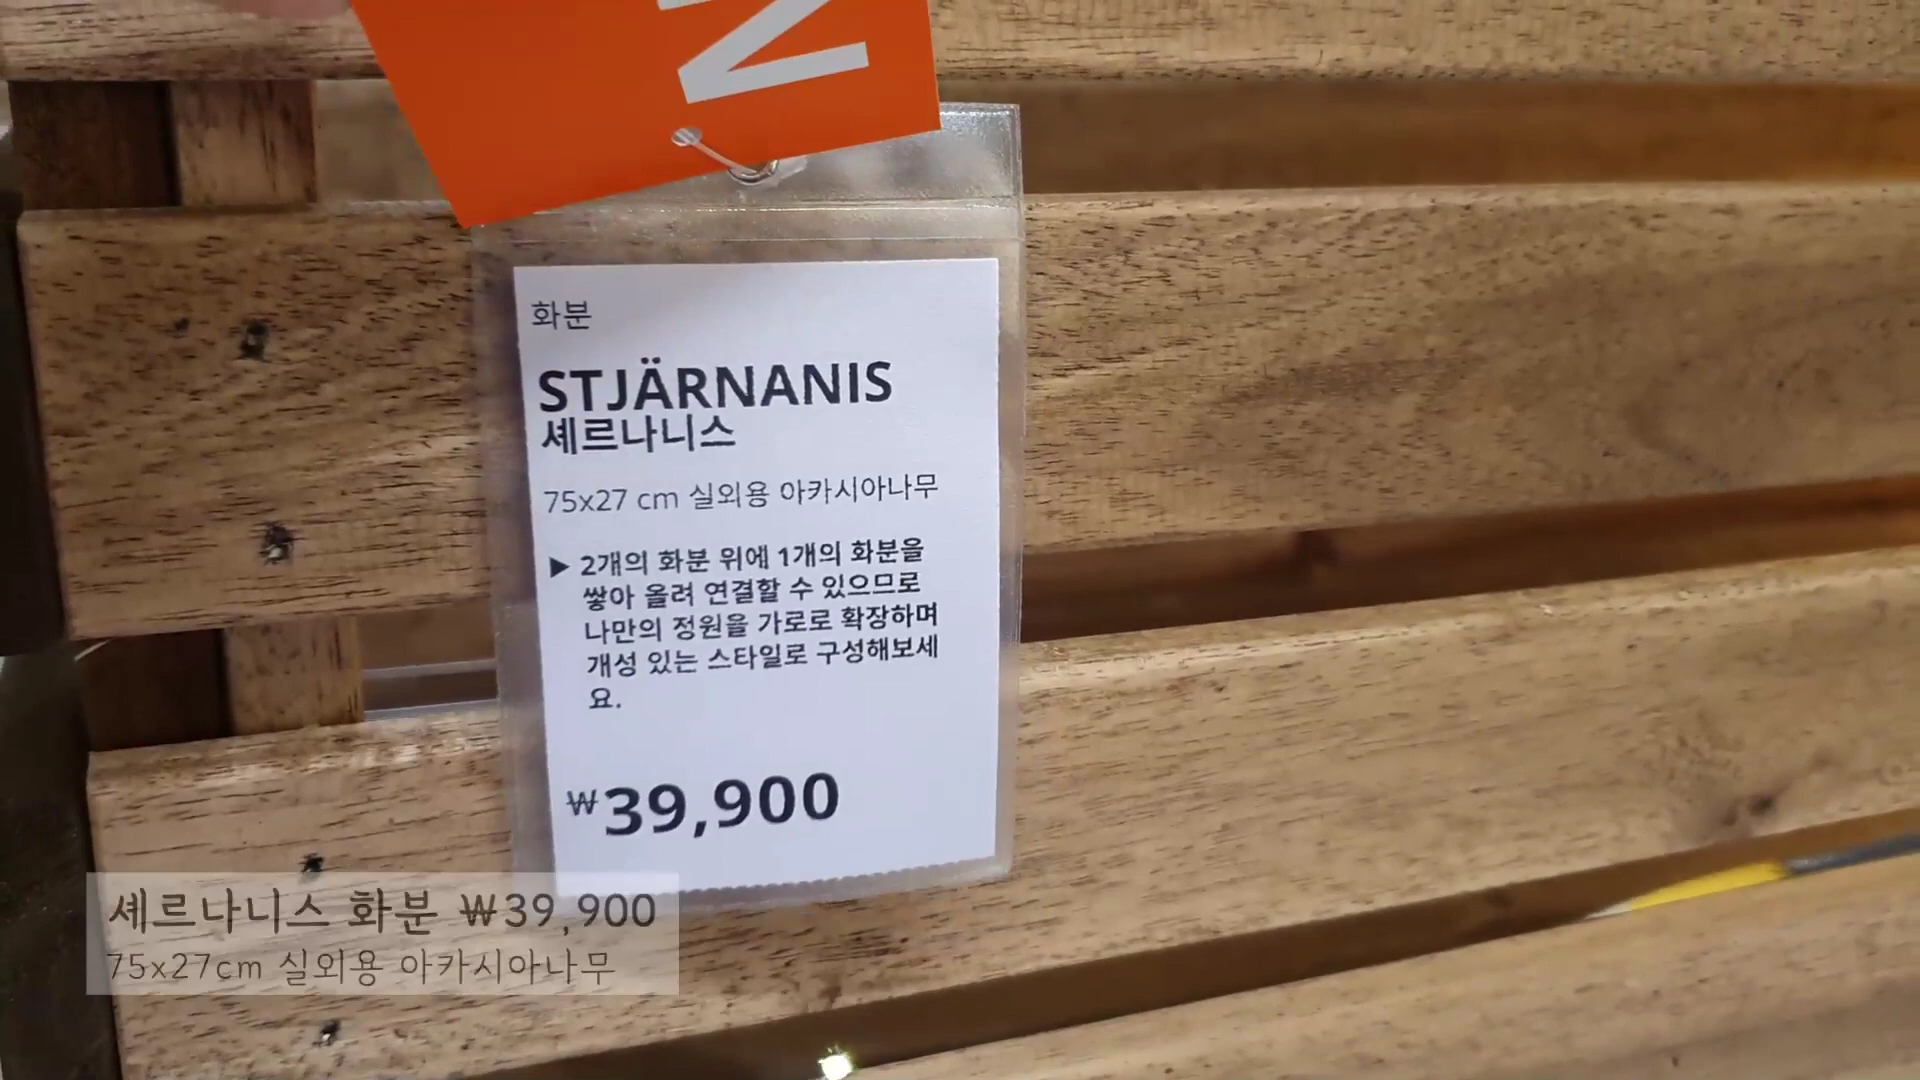 화분
STJÄRNANIS
셰르나니스
75x27 cm 실외용 아카시아나무
▶ 2개의 화분 위에 1개의 화분을
쌓아 올려 연결할 수 있으므로
나만의 정원을 가로로 확장하며
개성 있는 스타일로 구성해보세
요.
₩39,900
셰르나니스 화분 ₩39,900
75x27cm 실외용 아카시아나무